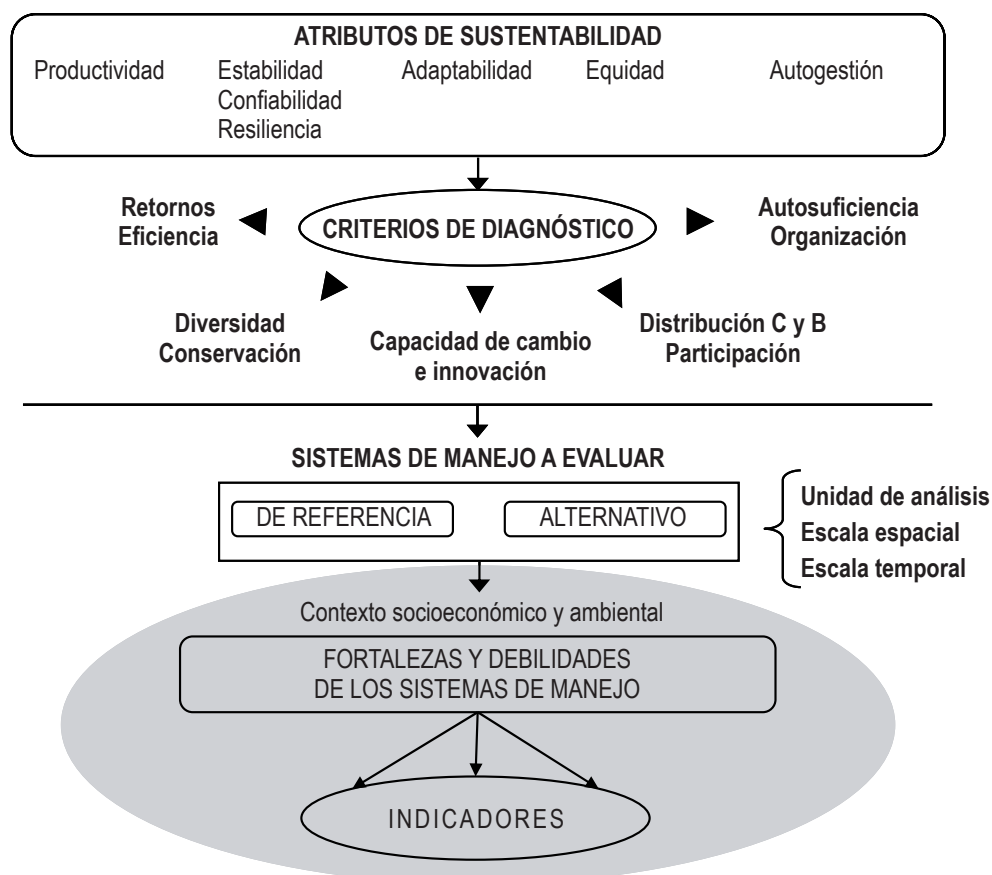 ATRIBUTOS DE SUSTENTABILIDAD
Productividad
Estabilidad
Confiabilidad
Resiliencia
Adaptabilidad
Equidad
Autogestión
Retornos
Eficiencia
CRITERIOS DE DIAGNÓSTICO
Autosuficiencia
Organización
Diversidad
Conservación
Capacidad de cambio
e innovación
Distribución C y B
Participación
SISTEMAS DE MANEJO A EVALUAR
DE REFERENCIA
ALTERNATIVO
Unidad de análisis
Escala espacial
Escala temporal
Contexto socioeconómico y ambiental
FORTALEZAS Y DEBILIDADES
DE LOS SISTEMAS DE MANEJO
INDICADORES